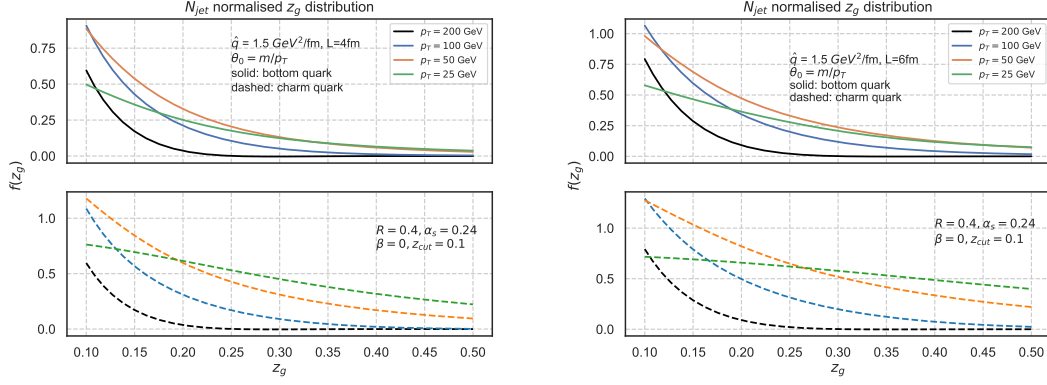 N_jet normalised z_g distribution
q̂ = 1.5 GeV²/fm, L=4fm
θ₀ = m/p_T
solid: bottom quark
dashed: charm quark
p_T = 200 GeV
p_T = 100 GeV
p_T = 50 GeV
p_T = 25 GeV
0.75
0.50
0.25
0.00
f(z_g)
R = 0.4, α_s = 0.24
β = 0, z_cut = 0.1
1.0
0.5
0.0
0.10 0.15 0.20 0.25 0.30 0.35 0.40 0.45 0.50
z_g
N_jet normalised z_g distribution
q̂ = 1.5 GeV²/fm, L=6fm
θ₀ = m/p_T
solid: bottom quark
dashed: charm quark
p_T = 200 GeV
p_T = 100 GeV
p_T = 50 GeV
p_T = 25 GeV
1.00
0.75
0.50
0.25
0.00
f(z_g)
R = 0.4, α_s = 0.24
β = 0, z_cut = 0.1
1.0
0.5
0.0
0.10 0.15 0.20 0.25 0.30 0.35 0.40 0.45 0.50
z_g